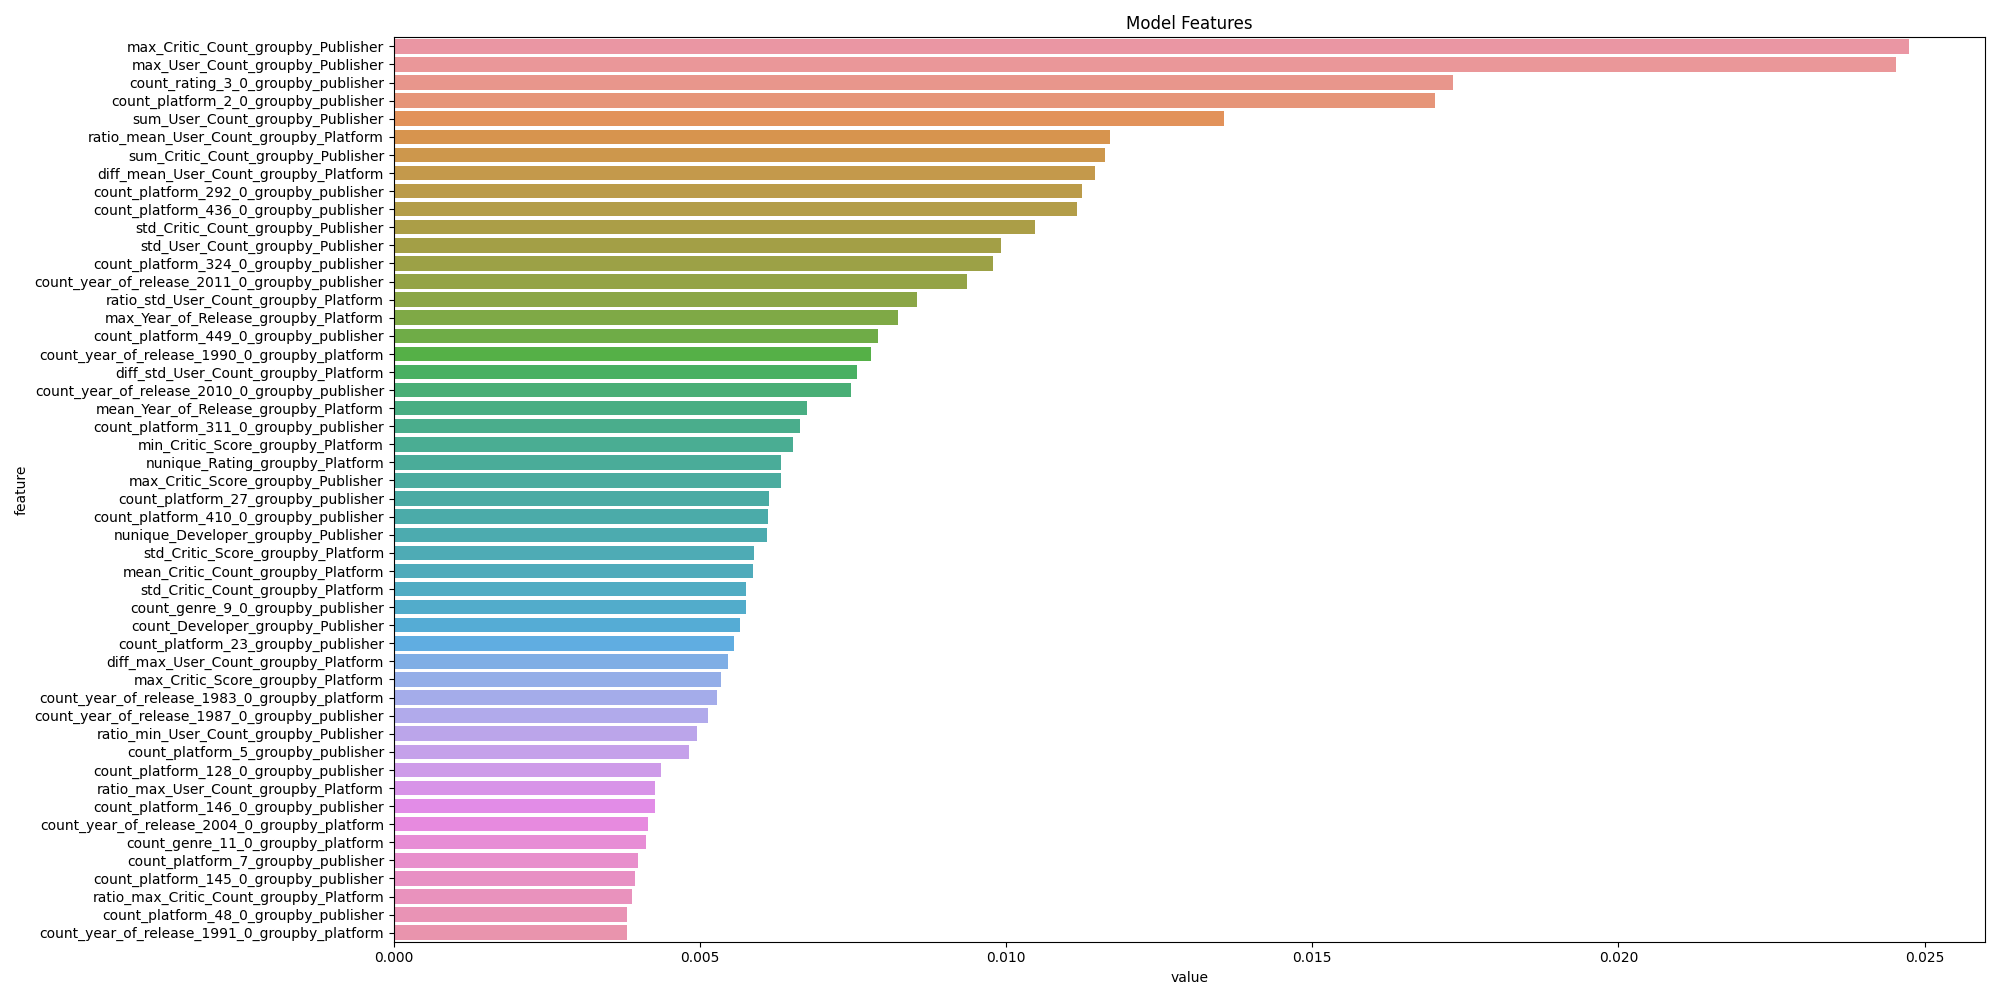 Model Features
max_Critic_Count_groupby_Publisher
max_User_Count_groupby_Publisher
count_rating_3_0_groupby_publisher
count_platform_2_0_groupby_publisher
sum_User_Count_groupby_Publisher
ratio_mean_User_Count_groupby_Platform
sum_Critic_Count_groupby_Publisher
diff_mean_User_Count_groupby_Platform
count_platform_292_0_groupby_publisher
count_platform_436_0_groupby_publisher
std_Critic_Count_groupby_Publisher
std_User_Count_groupby_Publisher
count_platform_324_0_groupby_publisher
count_year_of_release_2011_0_groupby_publisher
ratio_std_User_Count_groupby_Platform
max_Year_of_Release_groupby_Platform
count_platform_449_0_groupby_publisher
count_year_of_release_1990_0_groupby_platform
diff_std_User_Count_groupby_Platform
count_year_of_release_2010_0_groupby_publisher
mean_Year_of_Release_groupby_Platform
count_platform_311_0_groupby_publisher
min_Critic_Score_groupby_Platform
nunique_Rating_groupby_Platform
max_Critic_Score_groupby_Publisher
count_platform_27_groupby_publisher
count_platform_410_0_groupby_publisher
nunique_Developer_groupby_Publisher
std_Critic_Score_groupby_Platform
mean_Critic_Count_groupby_Platform
std_Critic_Count_groupby_Platform
count_genre_9_0_groupby_publisher
count_Developer_groupby_Publisher
count_platform_23_groupby_publisher
diff_max_User_Count_groupby_Platform
max_Critic_Score_groupby_Platform
count_year_of_release_1983_0_groupby_platform
count_year_of_release_1987_0_groupby_publisher
ratio_min_User_Count_groupby_Publisher
count_platform_5_groupby_publisher
count_platform_128_0_groupby_publisher
ratio_max_User_Count_groupby_Platform
count_platform_146_0_groupby_publisher
count_year_of_release_2004_0_groupby_platform
count_genre_11_0_groupby_platform
count_platform_7_groupby_publisher
count_platform_145_0_groupby_publisher
ratio_max_Critic_Count_groupby_Platform
count_platform_48_0_groupby_publisher
count_year_of_release_1991_0_groupby_platform
feature
0.000 0.005 0.010 0.015 0.020 0.025
value